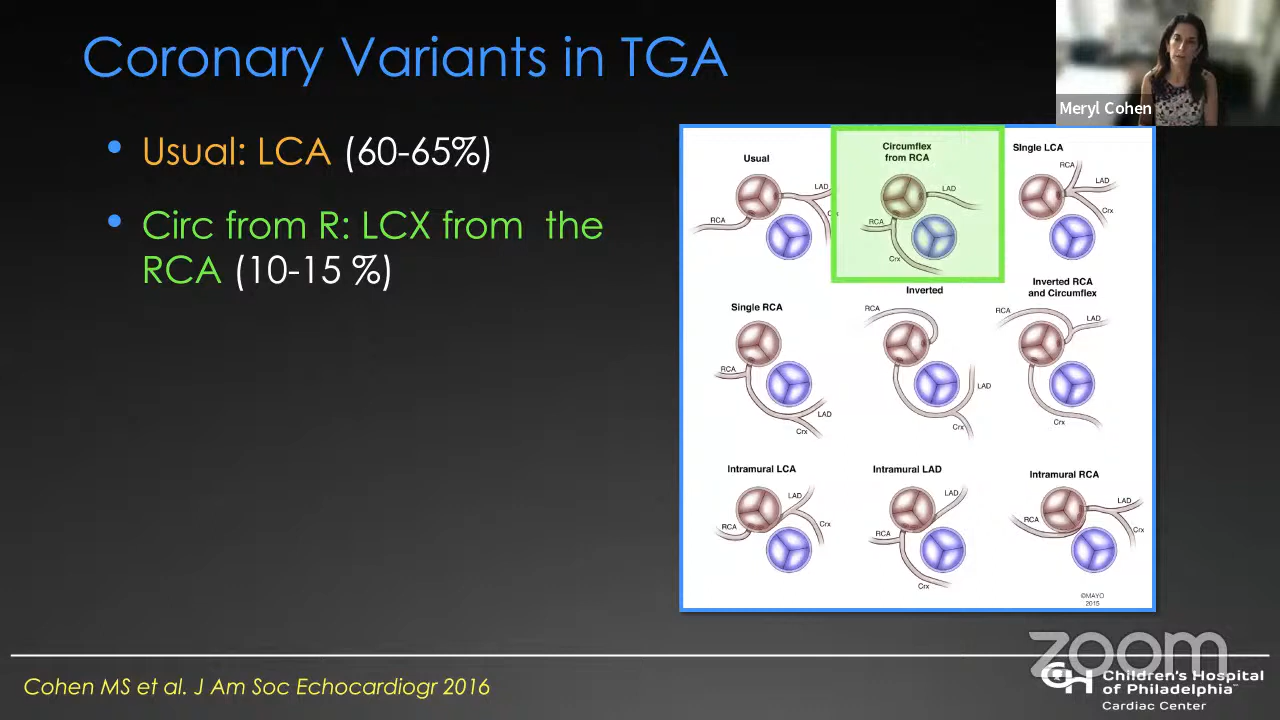 Coronary Variants in TGA
Meryl Cohen
• Usual: LCA (60-65%)
• Circ from R: LCX from the
RCA (10-15 %)
Usual
LAD
RCA
Circumflex
from RCA
LAD
RCA
Crx
SIngle LCA
RCA
LAD
Crx
Single RCA
RCA
LAD
Crx
Inverted
RCA
LAD
Crx
Inverted RCA
and Circumflex
RCA
LAD
Crx
Intramural LCA
LAD
RCA
Crx
Intramural LAD
LAD
RCA
Crx
Intramural RCA
LAD
RCA
Crx
©MAYO
2015
zoom
Cohen MS et al. J Am Soc Echocardiogr 2016
CH Children's Hospital
of Philadelphia
Cardiac Center